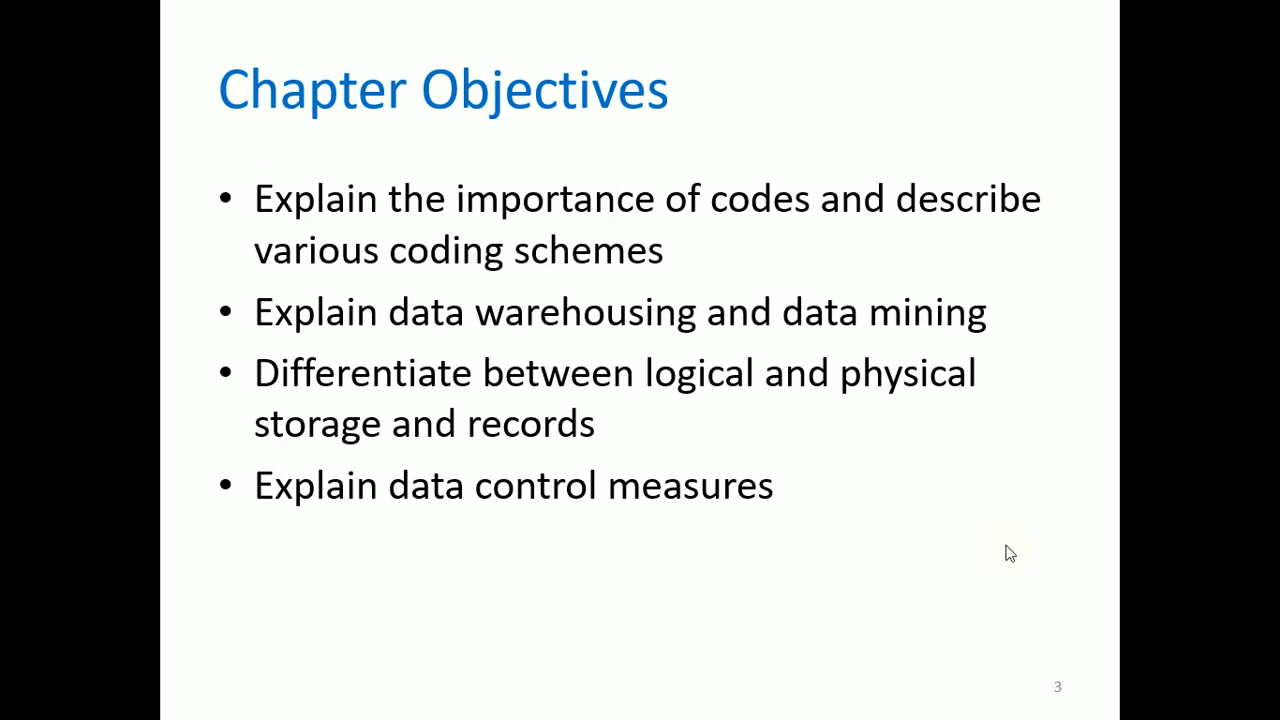 Chapter Objectives
• Explain the importance of codes and describe
various coding schemes
• Explain data warehousing and data mining
• Differentiate between logical and physical
storage and records
• Explain data control measures
3